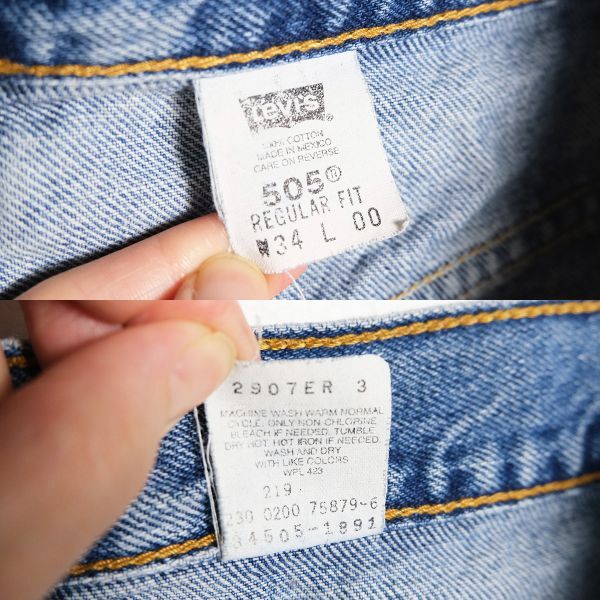 Levi's
100% COTTON
MADE IN MEXICO
CARE ON REVERSE
505®
REGULAR FIT
W34 L 00
2907ER 3
MACHINE WASH WARM NORMAL
CYCLE. ONLY NON-CHLORINE
BLEACH IF NEEDED. TUMBLE
DRY HOT. HOT IRON IF NEEDED.
WASH AND DRY
WITH LIKE COLORS
WPL 423
219
230 0200 75879-6
34505-1891